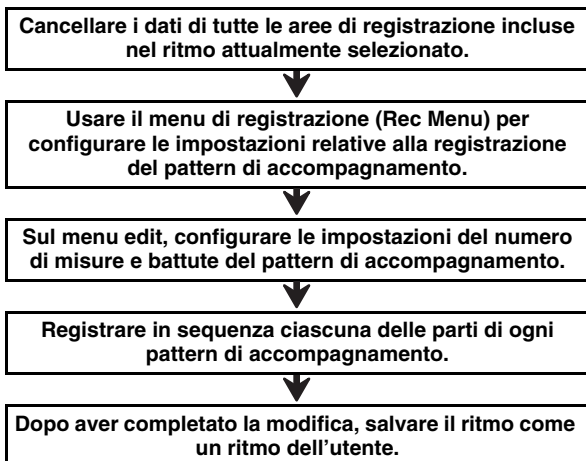 Cancellare i dati di tutte le aree di registrazione incluse
nel ritmo attualmente selezionato.
Usare il menu di registrazione (Rec Menu) per
configurare le impostazioni relative alla registrazione
del pattern di accompagnamento.
Sul menu edit, configurare le impostazioni del numero
di misure e battute del pattern di accompagnamento.
Registrare in sequenza ciascuna delle parti di ogni
pattern di accompagnamento.
Dopo aver completato la modifica, salvare il ritmo come
un ritmo dell'utente.